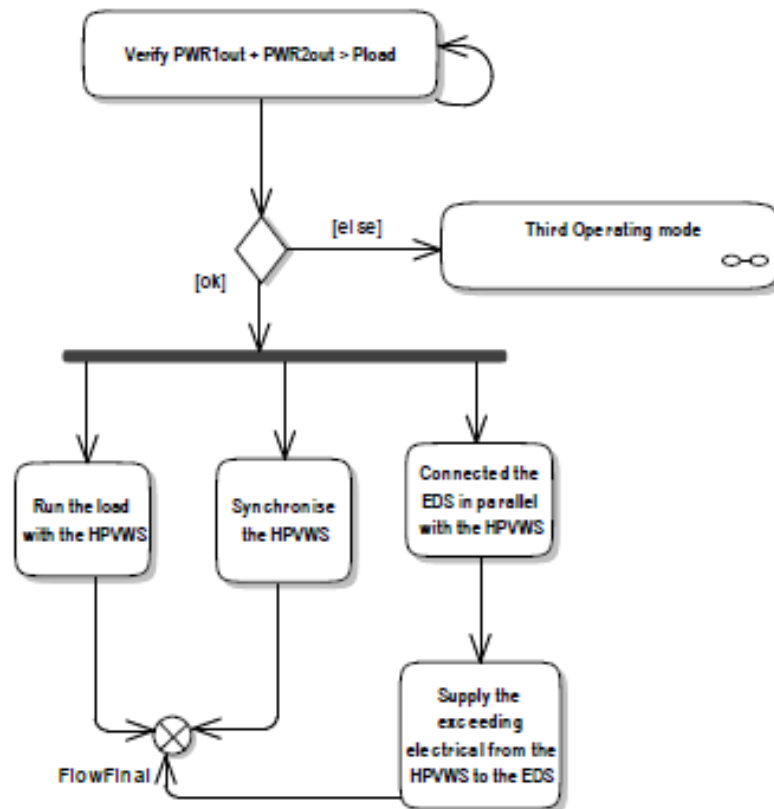 Verify PWR1out + PWR2out > Pload
[else]
Third Operating mode
[ok]
Run the load
with the HPVWS
Synchronise
the HPVWS
Connected the
EDS in parallel
with the HPVWS
Supply the
exceeding
electrical from the
HPVWS to the EDS
FlowFinal